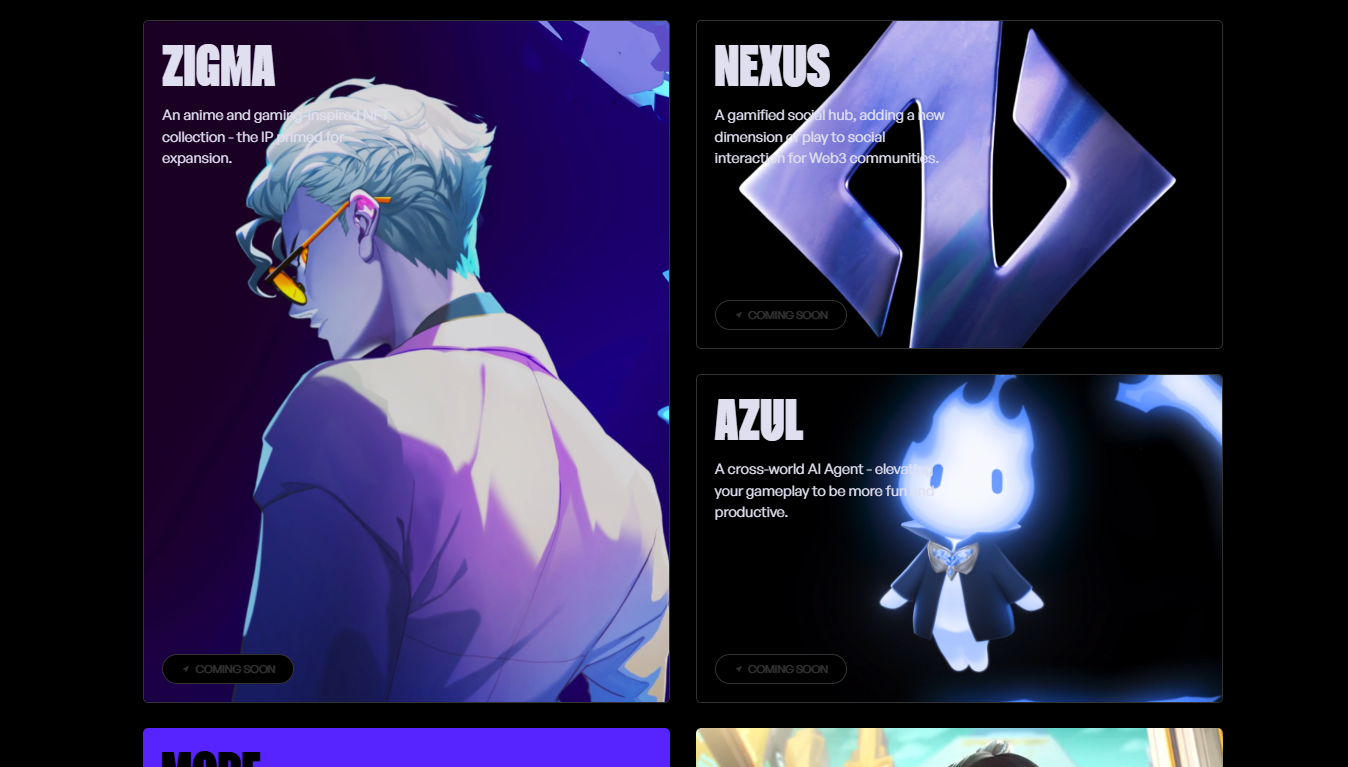 ZIGMA
An anime and gaming-inspired NFT
collection - the IP primed for
expansion.
COMING SOON
NEXUS
A gamified social hub, adding a new
dimension of play to social
interaction for Web3 communities.
COMING SOON
AZUL
A cross-world AI Agent - elevating
your gameplay to be more fun and
productive.
COMING SOON
MORE